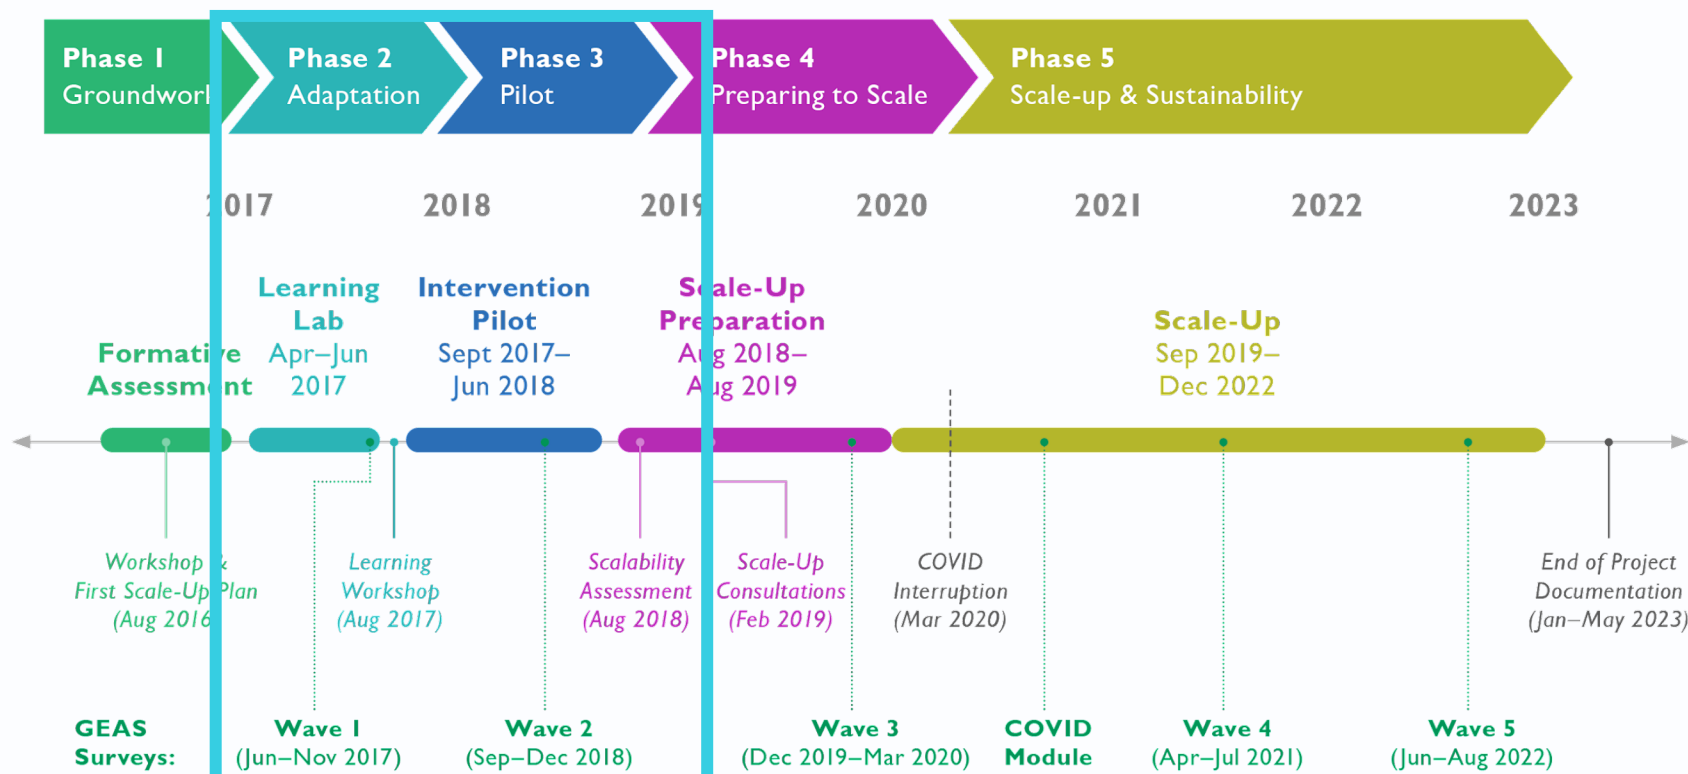 Phase 1
Groundwork
Phase 2
Adaptation
Phase 3
Pilot
Phase 4
Preparing to Scale
Phase 5
Scale-up & Sustainability
2017
2018
2019
2020
2021
2022
2023
Formative
Assessment
Learning
Lab
Apr–Jun
2017
Intervention
Pilot
Sept 2017–
Jun 2018
Scale-Up
Preparation
Aug 2018–
Aug 2019
Scale-Up
Sep 2019–
Dec 2022
Workshop &
First Scale-Up Plan
(Aug 2016)
Learning
Workshop
(Aug 2017)
Scalability
Assessment
(Aug 2018)
Scale-Up
Consultations
(Feb 2019)
COVID
Interruption
(Mar 2020)
End of Project
Documentation
(Jan–May 2023)
GEAS
Surveys:
Wave 1
(Jun–Nov 2017)
Wave 2
(Sep–Dec 2018)
Wave 3
(Dec 2019–Mar 2020)
COVID
Module
Wave 4
(Apr–Jul 2021)
Wave 5
(Jun–Aug 2022)